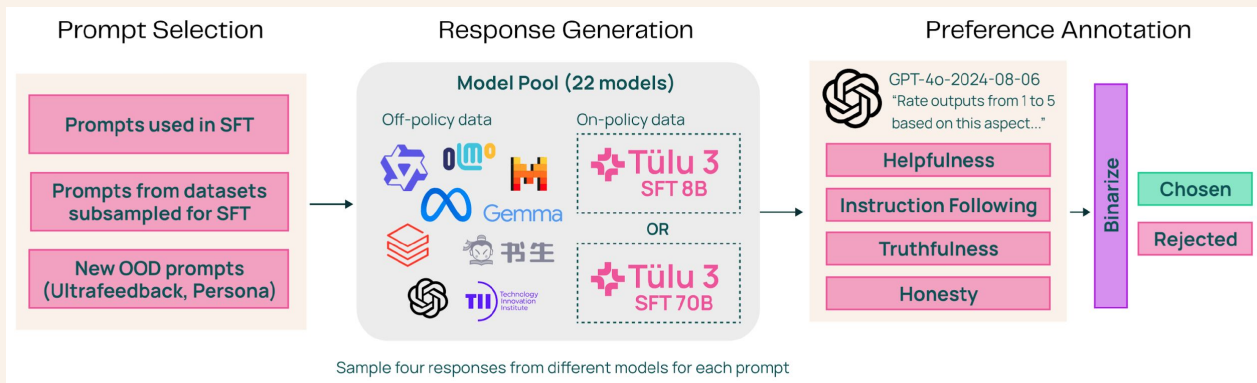 Prompt Selection
Response Generation
Preference Annotation
Prompts used in SFT
Prompts from datasets
subsampled for SFT
New OOD prompts
(Ultrafeedback, Persona)
Model Pool (22 models)
Off-policy data
On-policy data
OLMo
Gemma
书生
TII
Technology
Innovation
Institute
Tülu 3
SFT 8B
OR
Tülu 3
SFT 70B
Sample four responses from different models for each prompt
GPT-4o-2024-08-06
“Rate outputs from 1 to 5
based on this aspect...”
Helpfulness
Instruction Following
Truthfulness
Honesty
Binarize
Chosen
Rejected